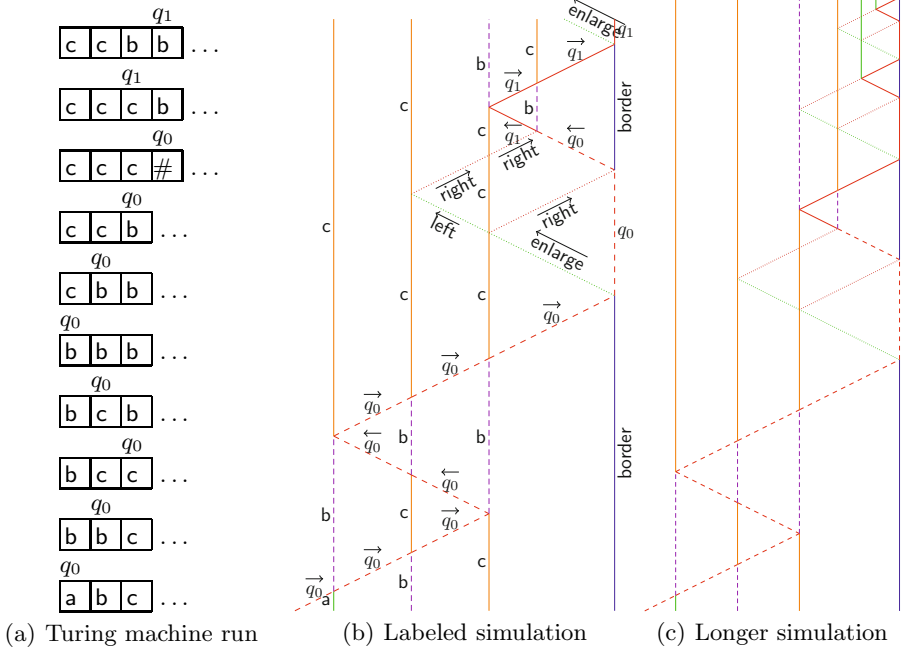 q₁
c c b b ...
q₁
c c c b ...
q₀
c c c # ...
q₀
c c b ...
q₀
c b b ...
q₀
b b b ...
q₀
b c b ...
q₀
b c c ...
q₀
b b c ...
q₀
a b c ...
(a) Turing machine run
enlarge
q₁
c
→q₁
b
→q₁
c
b
border
c
←q₁
←q₀
→right
→right
c
→right
c
←left
q₀
←enlarge
c
c
→q₀
→q₀
→q₀
←q₀
b
b
border
←q₀
b
c
→q₀
→q₀
c
b
→q₀
a
(b) Labeled simulation
(c) Longer simulation